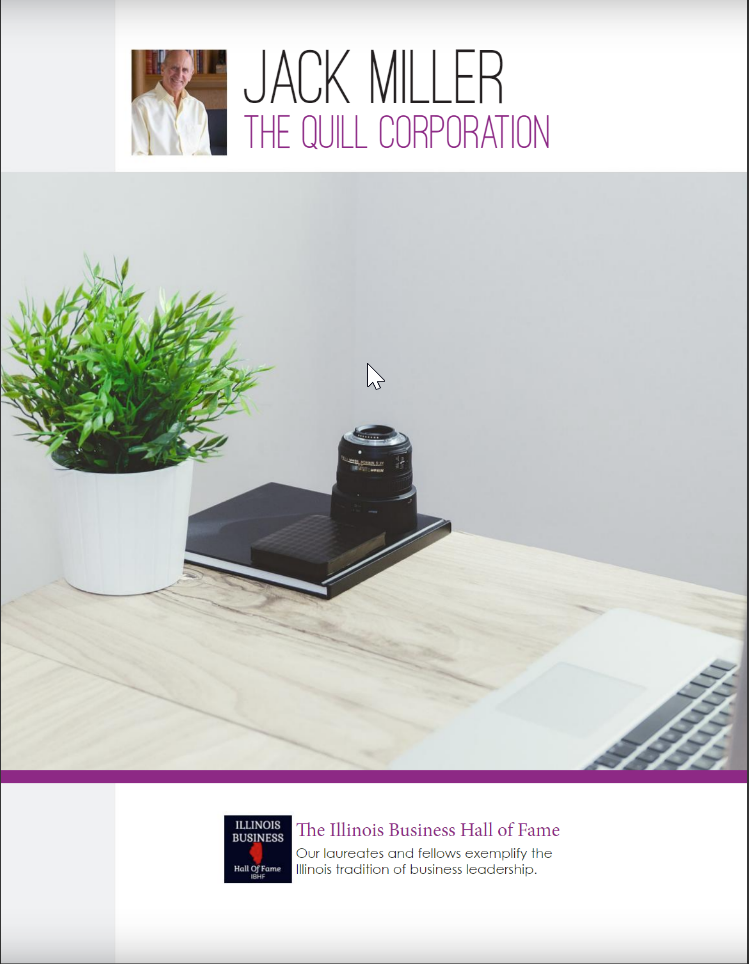 JACK MILLER
THE QUILL CORPORATION
ILLINOIS
BUSINESS
Hall Of Fame
IBHF
The Illinois Business Hall of Fame
Our laureates and fellows exemplify the
Illinois tradition of business leadership.